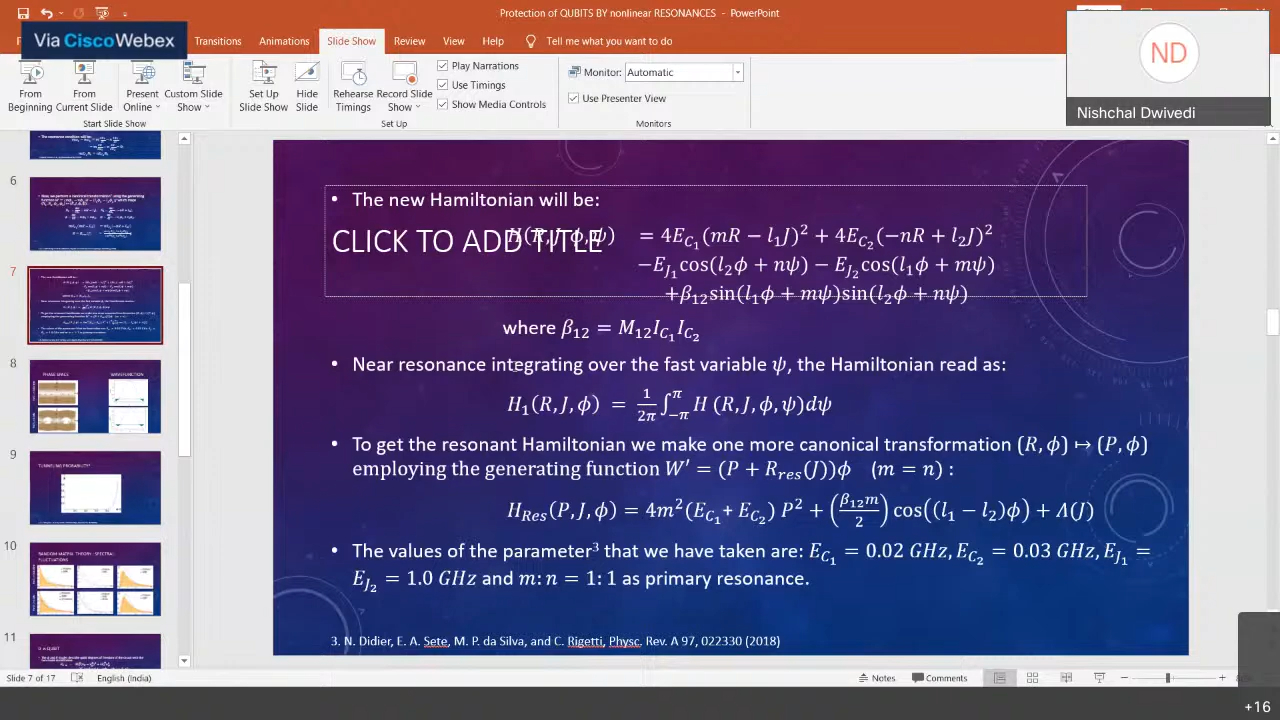 Protection of QUBITS BY nonlinear RESONANCES - PowerPoint
Via Cisco Webex
Transitions Animations Slide Show Review View Help Tell me what you want to do
From Beginning
From Current Slide
Present Online
Custom Slide Show
Set Up Slide Show
Hide Slide
Rehearse Timings
Record Slide Show
Play Narrations
Use Timings
Show Media Controls
Monitor: Automatic
Use Presenter View
Start Slide Show
Set Up
Monitors
ND
Nishchal Dwivedi
6
7
8
PHASE SPACE
9
TUNNELING PROBABILITY
10
11
• The new Hamiltonian will be:
CLICK TO ADD TITLE
= 4E_{C_1}(mR − l_1J)^2 + 4E_{C_2}(−nR + l_2J)^2
−E_{J_1}cos(l_2ϕ + nψ) − E_{J_2}cos(l_1ϕ + mψ)
+β_{12}sin(l_1ϕ + mψ)sin(l_2ϕ + nψ)
where β_{12} = M_{12}I_{C_1}I_{C_2}
• Near resonance integrating over the fast variable ψ, the Hamiltonian read as:
H_1(R, J, ϕ) = \frac{1}{2π} ∫_{−π}^{π} H (R, J, ϕ, ψ)dψ
• To get the resonant Hamiltonian we make one more canonical transformation (R, ϕ) ↦ (P, ϕ)
employing the generating function W′ = (P + R_{res}(J))ϕ (m = n) :
H_{Res}(P, J, ϕ) = 4m^2(E_{C_1}+ E_{C_2}) P^2 + (\frac{β_{12}m}{2}) cos((l_1 − l_2)ϕ) + Λ(J)
• The values of the parameter^3 that we have taken are: E_{C_1} = 0.02 GHz, E_{C_2} = 0.03 GHz, E_{J_1} =
E_{J_2} = 1.0 GHz and m: n = 1: 1 as primary resonance.
3. N. Didier, E. A. Sete, M. P. da Silva, and C. Rigetti, Physc. Rev. A 97, 022330 (2018)
Slide 7 of 17 English (India) Notes Comments
+16